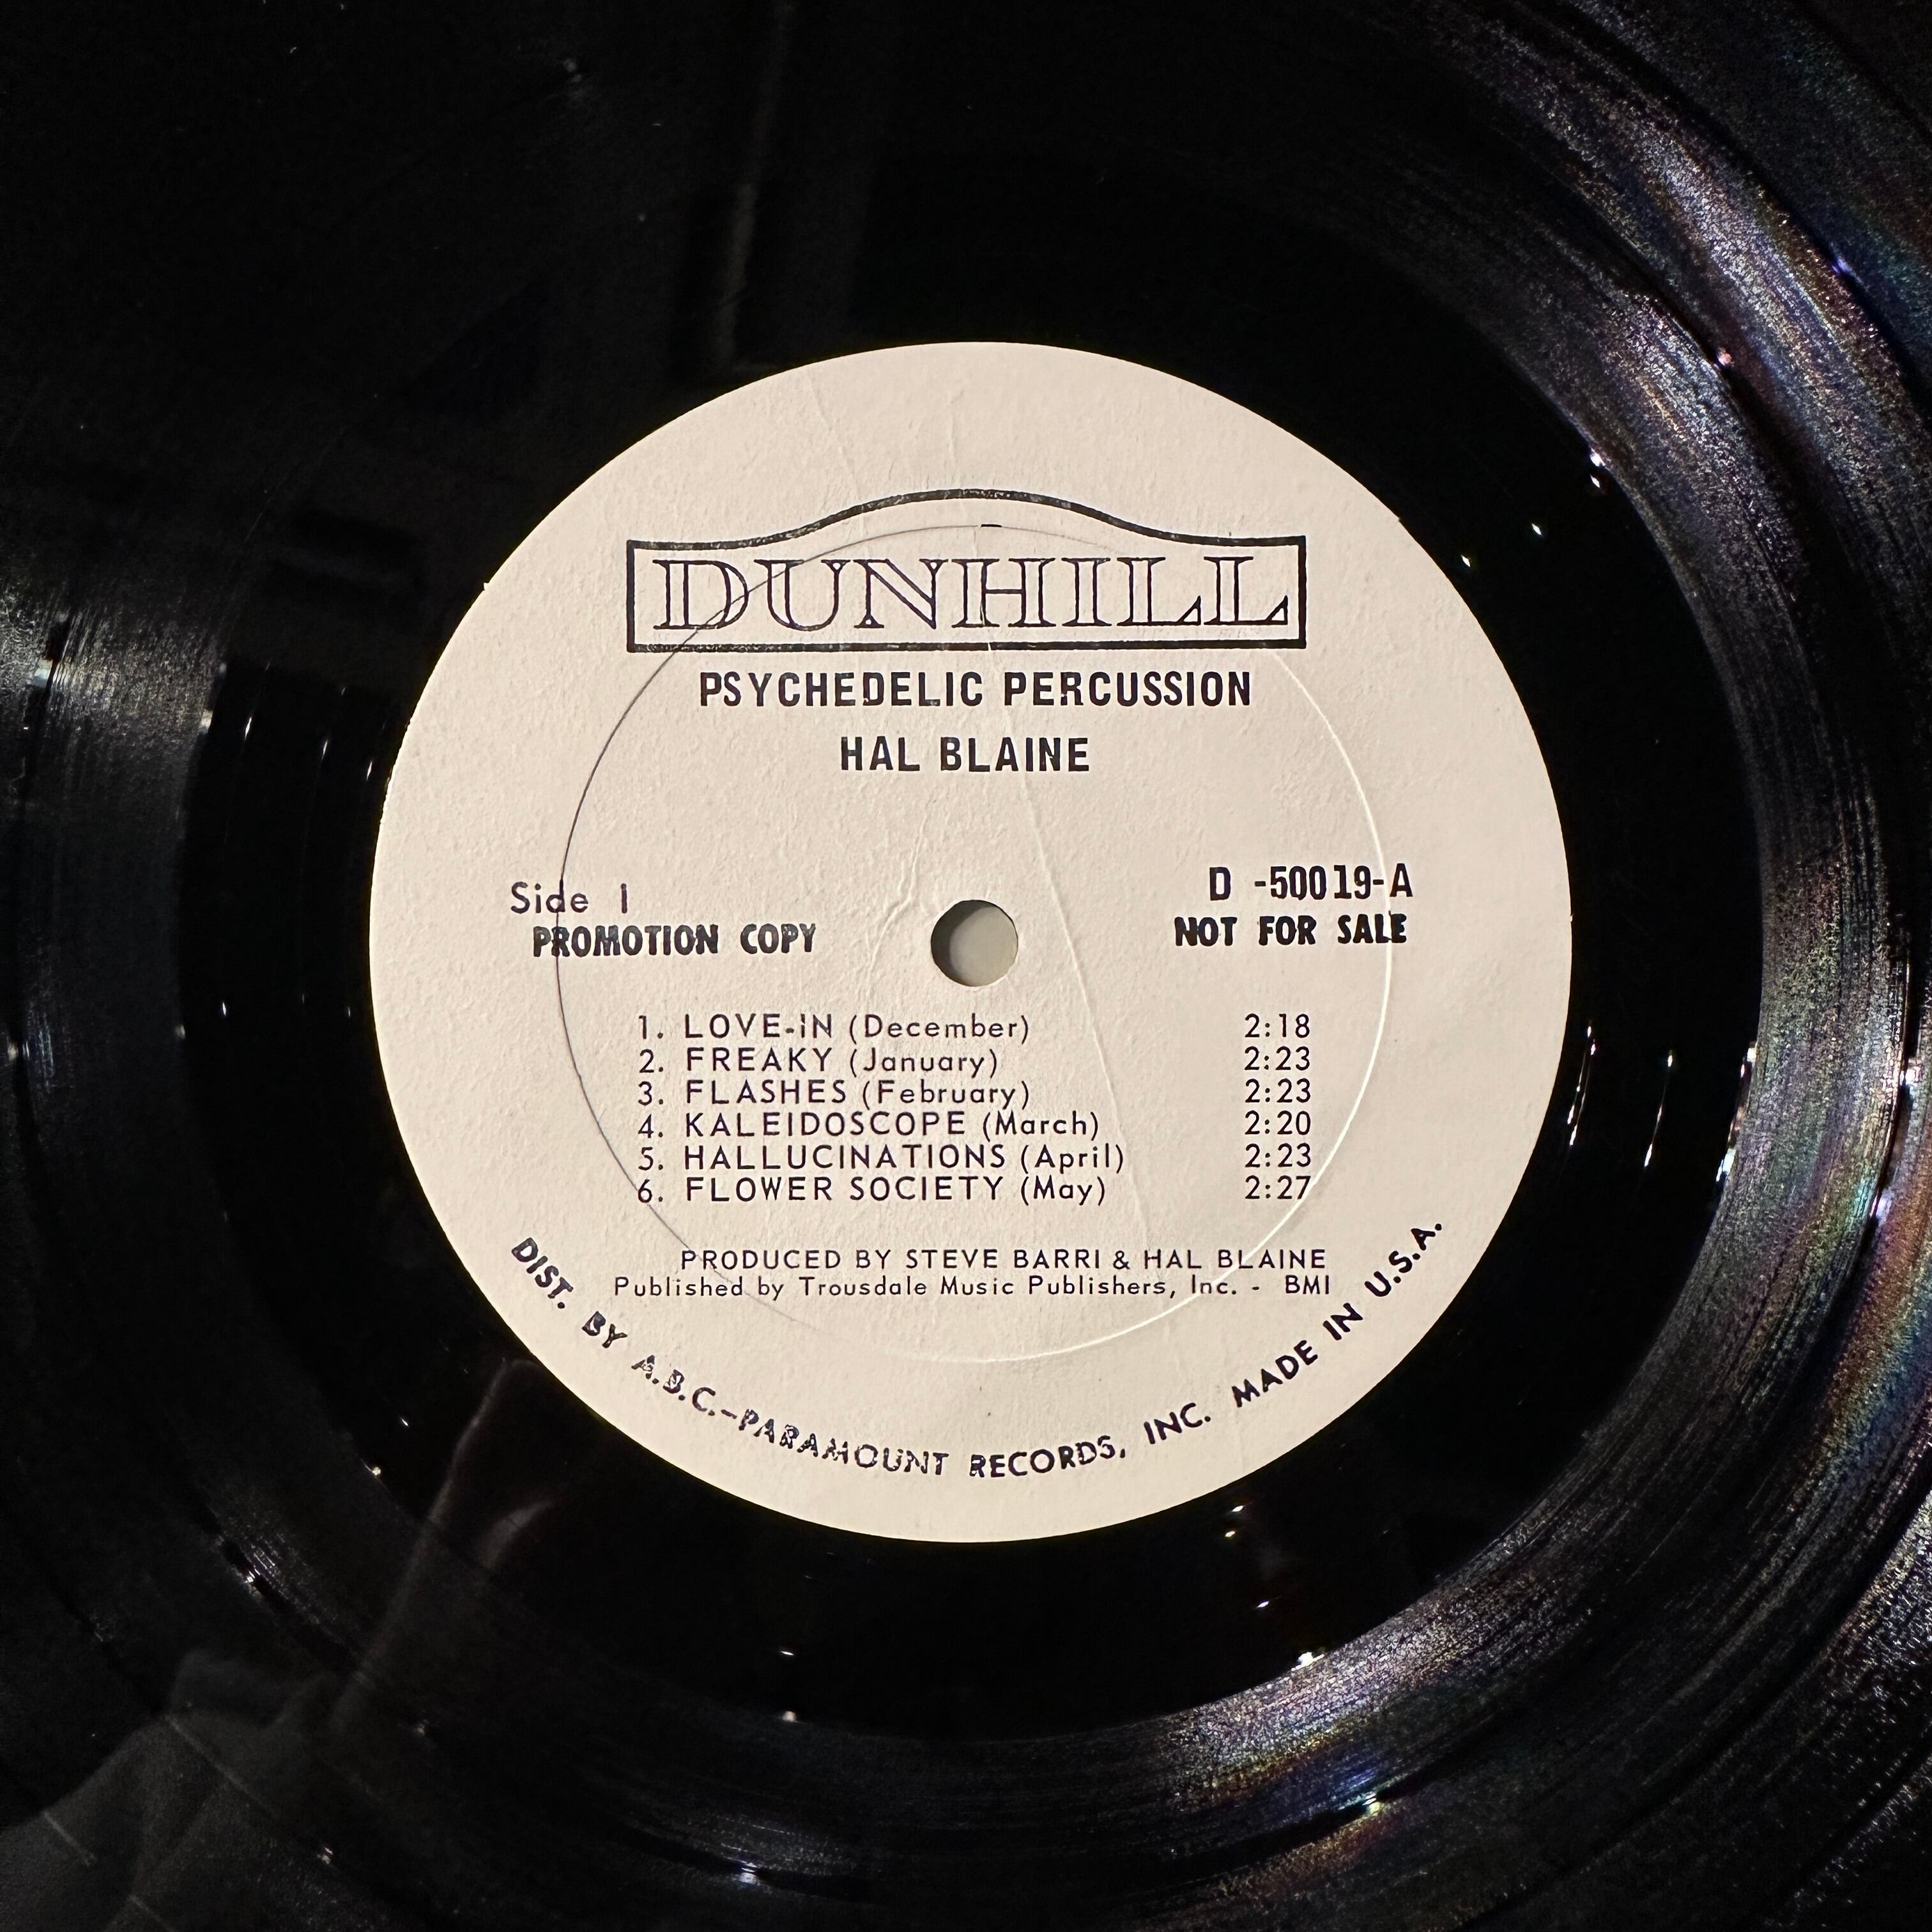 DUNHILL
PSYCHEDELIC PERCUSSION
HAL BLAINE
Side 1
D -50019-A
PROMOTION COPY
NOT FOR SALE
1. LOVE-IN (December) 2:18
2. FREAKY (January) 2:23
3. FLASHES (February) 2:23
4. KALEIDOSCOPE (March) 2:20
5. HALLUCINATIONS (April) 2:23
6. FLOWER SOCIETY (May) 2:27
PRODUCED BY STEVE BARRI & HAL BLAINE
Published by Trousdale Music Publishers, Inc. - BMI
DIST. BY A.B.C.-PARAMOUNT RECORDS, INC. MADE IN U.S.A.